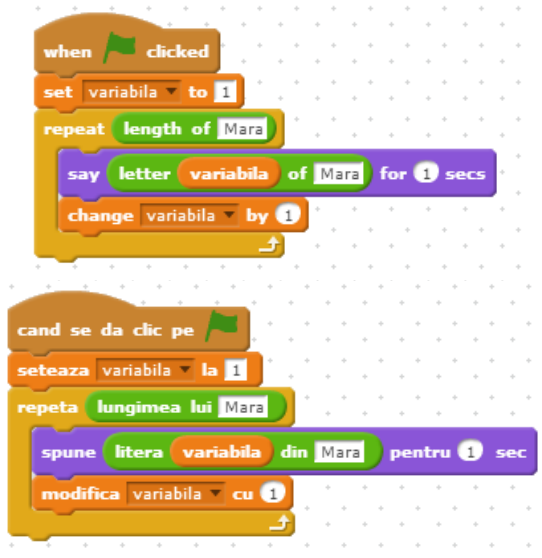 when clicked
set variabila to 1
repeat length of Mara
say letter variabila of Mara for 1 secs
change variabila by 1
cand se da clic pe
seteaza variabila la 1
repeta lungimea lui Mara
spune litera variabila din Mara pentru 1 sec
modifica variabila cu 1